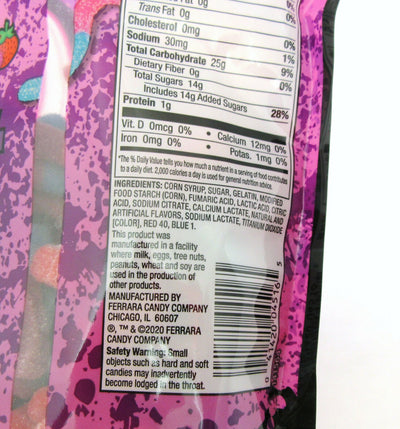 Fat 0g 0%
Trans Fat 0g
Cholesterol 0mg 0%
Sodium 30mg 1%
Total Carbohydrate 25g 9%
Dietary Fiber 0g 0%
Total Sugars 14g
Includes 14g Added Sugars 28%
Protein 1g
Vit. D 0mcg 0% • Calcium 12mg 0%
Iron 0mg 0% • Potas. 1mg 0%
*The % Daily Value tells you how much a nutrient in a serving of food contributes
to a daily diet. 2,000 calories a day is used for general nutrition advice.
INGREDIENTS: CORN SYRUP, SUGAR, GELATIN, MODIFIED
FOOD STARCH (CORN), FUMARIC ACID, LACTIC ACID, CITRIC
ACID, SODIUM CITRATE, CALCIUM LACTATE, NATURAL AND
ARTIFICIAL FLAVORS, SODIUM LACTATE, TITANIUM DIOXIDE
[COLOR], RED 40, BLUE 1.
This product was
manufactured in a facility
where milk, eggs, tree nuts,
peanuts, wheat and soy are
used in the production of
other products.
MANUFACTURED BY
FERRARA CANDY COMPANY
CHICAGO, IL 60607
®, ™ & ©2020 FERRARA
CANDY COMPANY
Safety Warning: Small
objects such as hard and soft
candies may inadvertently
become lodged in the throat.
0 41420 04516 5